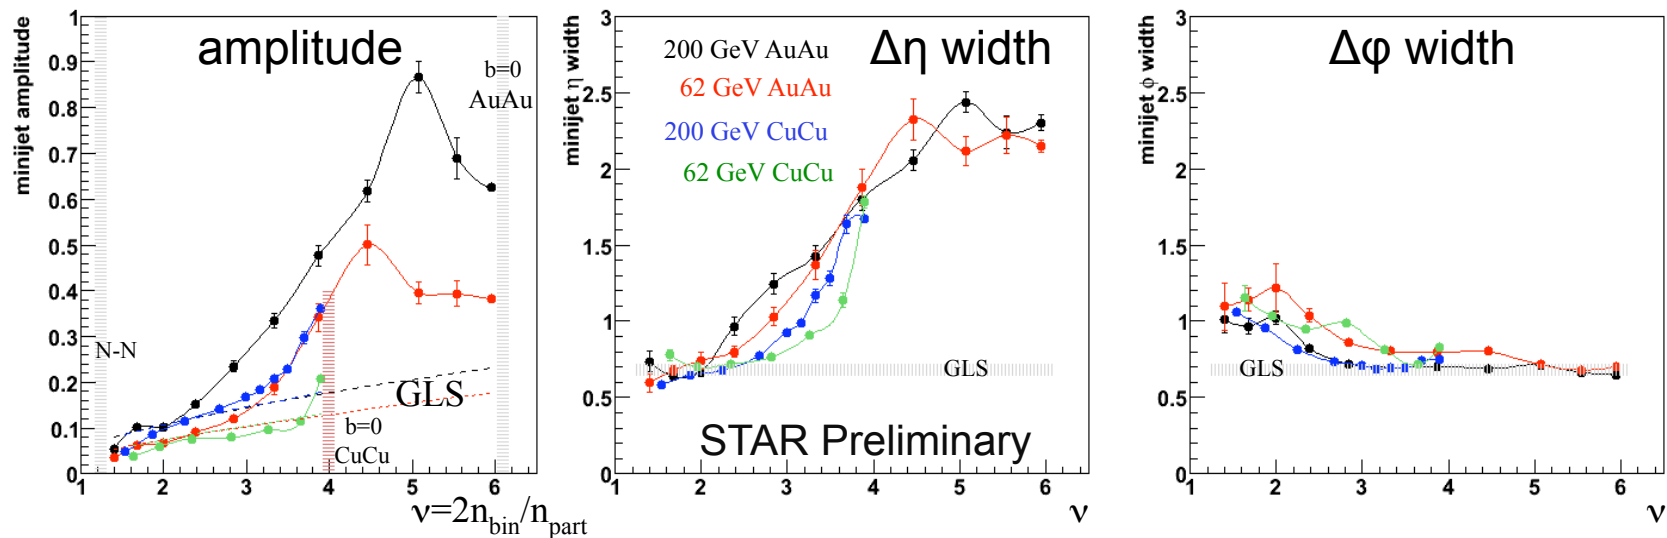 amplitude
minijet amplitude
1
0.9
0.8
0.7
0.6
0.5
0.4
0.3
0.2
0.1
0
b=0
AuAu
N-N
GLS
b=0
CuCu
1 2 3 4 5 6
ν=2n_bin/n_part
Δη width
minijet η width
3
2.5
2
1.5
1
0.5
0
200 GeV AuAu
62 GeV AuAu
200 GeV CuCu
62 GeV CuCu
GLS
STAR Preliminary
1 2 3 4 5 6
ν
Δφ width
minijet ϕ width
3
2.5
2
1.5
1
0.5
0
GLS
1 2 3 4 5 6
ν